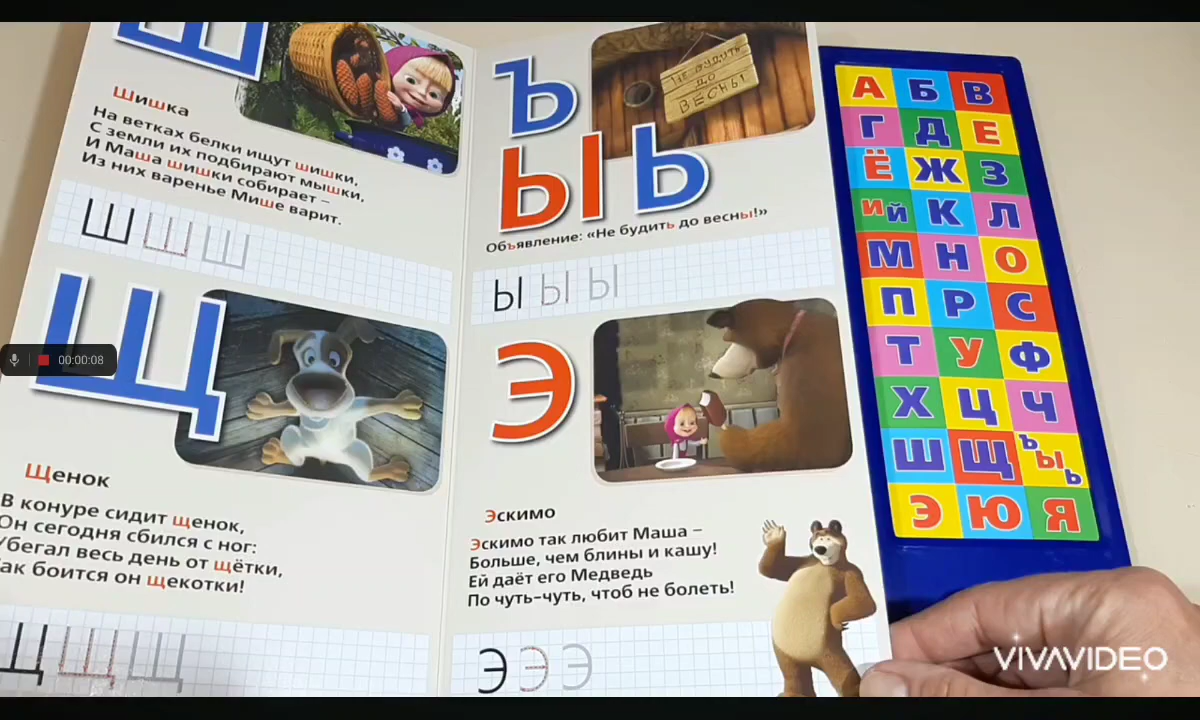 Ш
Шишка
На ветках белки ищут шишки,
С земли их подбирают мышки,
И Маша шишки собирает –
Из них варенье Мише варит.
Ш Ш Ш
Щ
Щенок
В конуре сидит щенок,
Он сегодня сбился с ног:
Убегал весь день от щётки,
Так боится он щекотки!
Щ Щ Щ
Ъ
Ы Ь
НЕ БУДИТЬ
ДО
ВЕСНЫ!
Объявление: «Не будить до весны!»
Ы Ы Ы
Э
Эскимо
Эскимо так любит Маша –
Больше, чем блины и кашу!
Ей даёт его Медведь
По чуть-чуть, чтоб не болеть!
Э Э Э
А Б В
Г Д Е
Ё Ж З
ий К Л
М Н О
П Р С
Т У Ф
Х Ц Ч
Ш Щ Ъ Ы Ь
Э Ю Я
00:00:08
VIVAVIDEO